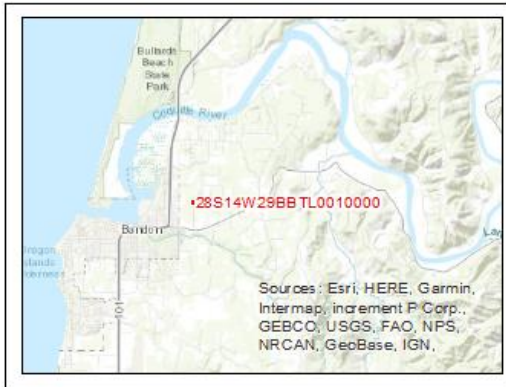 Bullards
Beach
State
Park
Coquille River
28S14W29BBTL0010000
Bandon
101
Sources: Esri, HERE, Garmin,
Intermap, increment P Corp.,
GEBCO, USGS, FAO, NPS,
NRCAN, GeoBase, IGN,